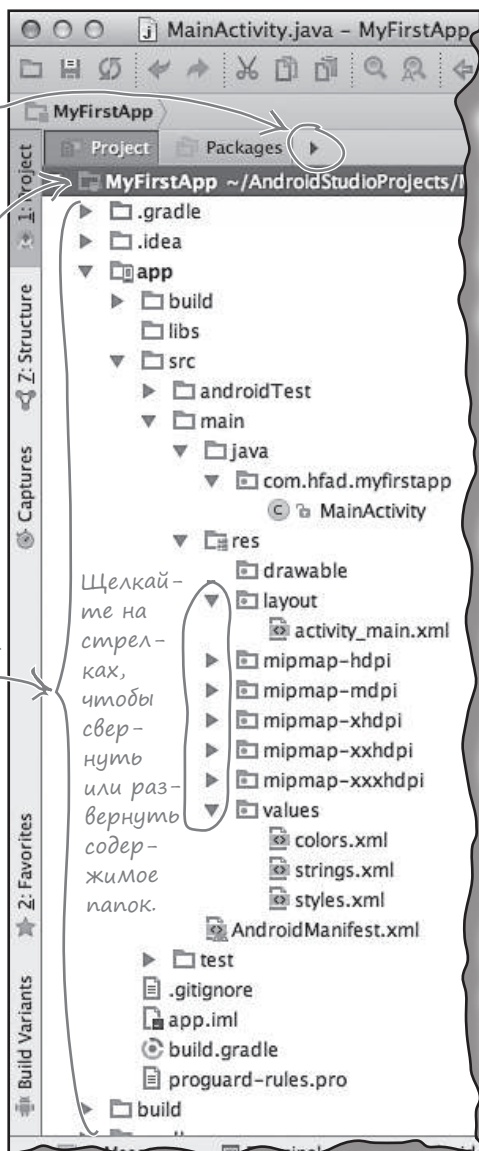 MainActivity.java – MyFirstApp
MyFirstApp
Project Packages
MyFirstApp ~/AndroidStudioProjects/
.gradle
.idea
app
build
libs
src
androidTest
main
java
com.hfad.myfirstapp
MainActivity
res
drawable
layout
activity_main.xml
mipmap-hdpi
mipmap-mdpi
mipmap-xhdpi
mipmap-xxhdpi
mipmap-xxxhdpi
values
colors.xml
strings.xml
styles.xml
AndroidManifest.xml
test
.gitignore
app.iml
build.gradle
proguard-rules.pro
build
1: Project
7: Structure
Captures
2: Favorites
Build Variants
Щелкай-
те на
стрел-
ках,
чтобы
свер-
нуть
или раз-
вернуть
содер-
жимое
папок.